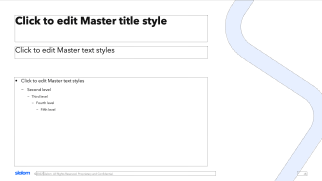 Click to edit Master title style
Click to edit Master text styles
• Click to edit Master text styles
– Second level
– Third level
– Fourth level
– Fifth level